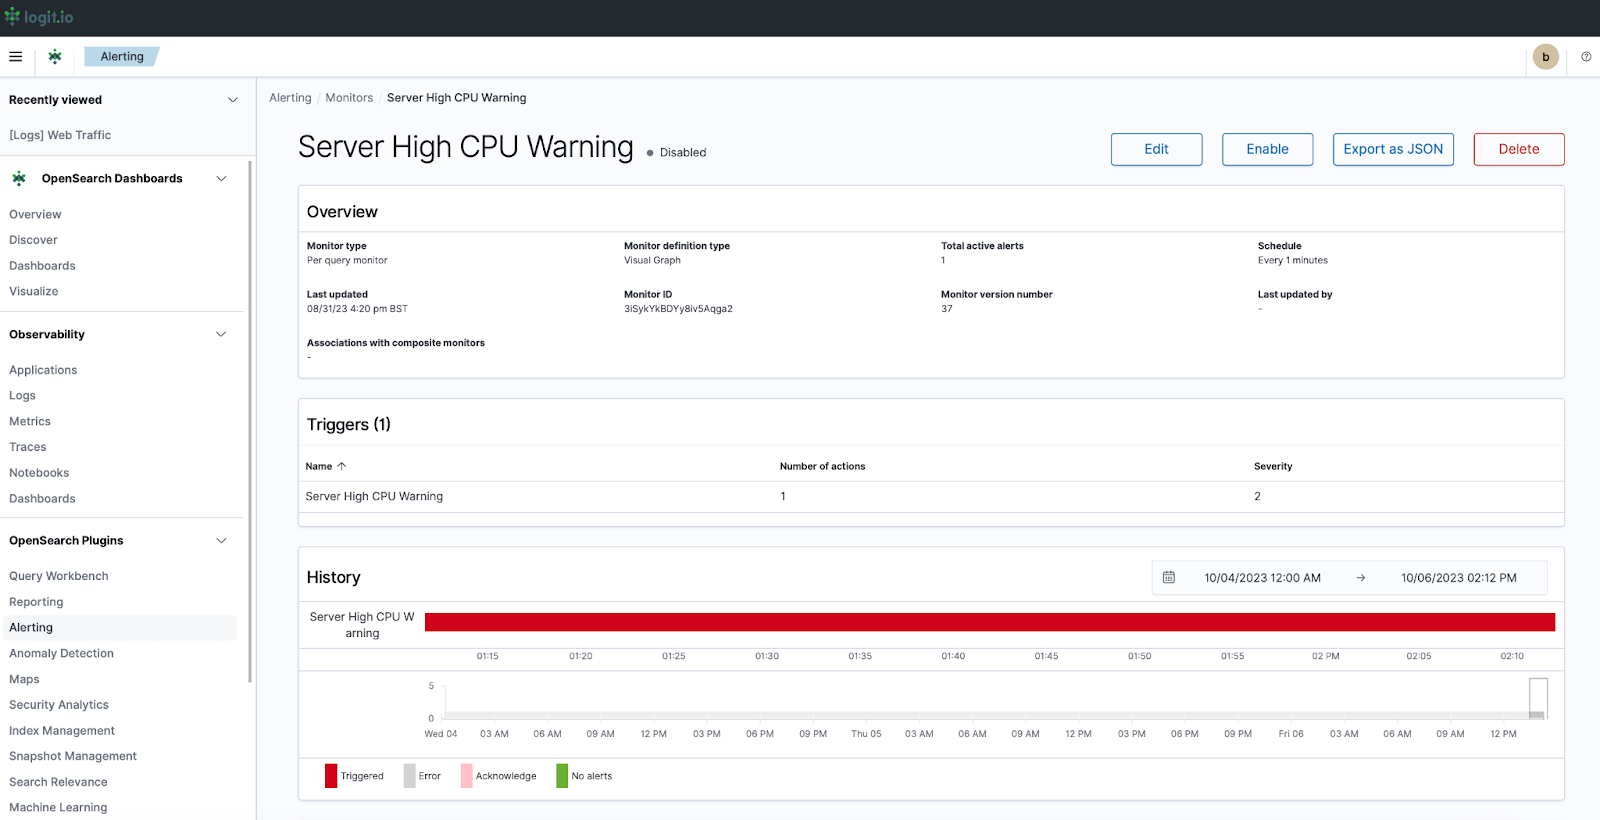 logit.io
Alerting
b
Recently viewed
[Logs] Web Traffic
OpenSearch Dashboards
Overview
Discover
Dashboards
Visualize
Observability
Applications
Logs
Metrics
Traces
Notebooks
Dashboards
OpenSearch Plugins
Query Workbench
Reporting
Alerting
Anomaly Detection
Maps
Security Analytics
Index Management
Snapshot Management
Search Relevance
Machine Learning
Alerting / Monitors / Server High CPU Warning
Server High CPU Warning Disabled
Edit Enable Export as JSON Delete
Overview
Monitor type Monitor definition type Total active alerts Schedule
Per query monitor Visual Graph 1 Every 1 minutes
Last updated Monitor ID Monitor version number Last updated by
08/31/23 4:20 pm BST 3iSykYkBDYy8iv5Aqga2 37 -
Associations with composite monitors
-
Triggers (1)
Name Number of actions Severity
Server High CPU Warning 1 2
History 10/04/2023 12:00 AM → 10/06/2023 02:12 PM
Server High CPU W
arning
01:15 01:20 01:25 01:30 01:35 01:40 01:45 01:50 01:55 02 PM 02:05 02:10
5
0
Wed 04 03 AM 06 AM 09 AM 12 PM 03 PM 06 PM 09 PM Thu 05 03 AM 06 AM 09 AM 12 PM 03 PM 06 PM 09 PM Fri 06 03 AM 06 AM 09 AM 12 PM
Triggered Error Acknowledge No alerts